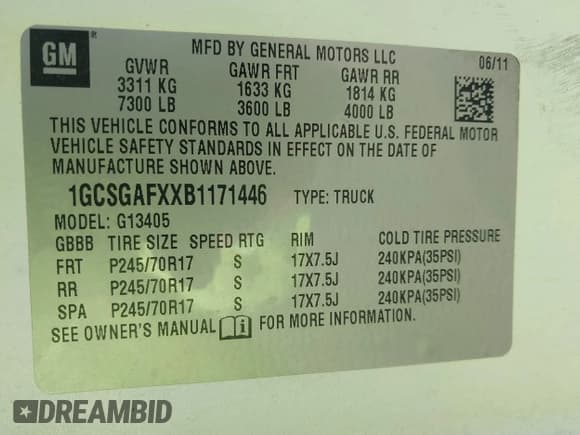 GM
MFD BY GENERAL MOTORS LLC
06/11
GVWR GAWR FRT GAWR RR
3311 KG 1633 KG 1814 KG
7300 LB 3600 LB 4000 LB
THIS VEHICLE CONFORMS TO ALL APPLICABLE U.S. FEDERAL MOTOR
VEHICLE SAFETY STANDARDS IN EFFECT ON THE DATE OF
MANUFACTURE SHOWN ABOVE.
1GCSGAFXXB1171446 TYPE: TRUCK
MODEL: G13405
GBBB TIRE SIZE SPEED RTG RIM COLD TIRE PRESSURE
FRT P245/70R17 S 17X7.5J 240KPA(35PSI)
RR P245/70R17 S 17X7.5J 240KPA(35PSI)
SPA P245/70R17 S 17X7.5J 240KPA(35PSI)
SEE OWNER'S MANUAL i FOR MORE INFORMATION.
DREAMBID